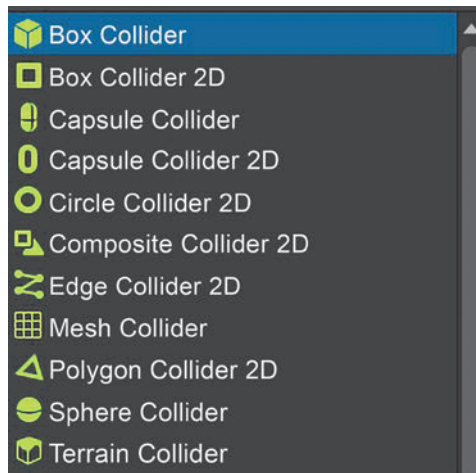 Box Collider
Box Collider 2D
Capsule Collider
Capsule Collider 2D
Circle Collider 2D
Composite Collider 2D
Edge Collider 2D
Mesh Collider
Polygon Collider 2D
Sphere Collider
Terrain Collider